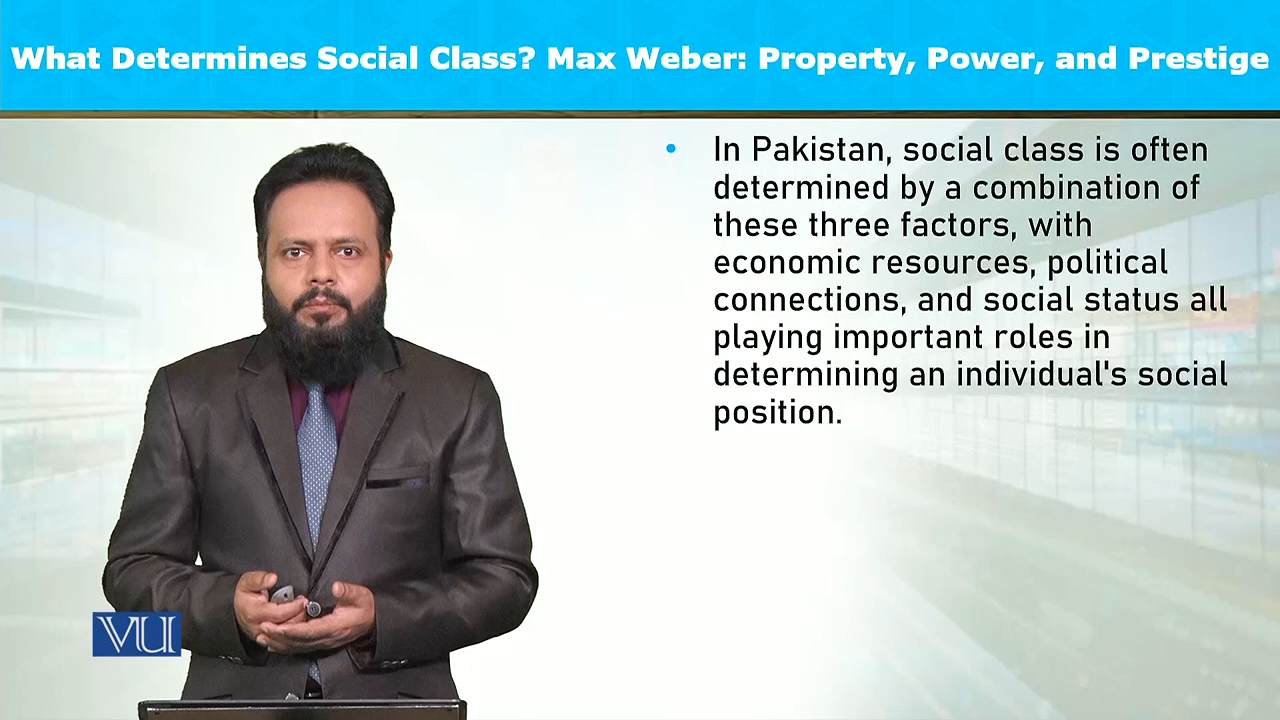 What Determines Social Class? Max Weber: Property, Power, and Prestige
• In Pakistan, social class is often
determined by a combination of
these three factors, with
economic resources, political
connections, and social status all
playing important roles in
determining an individual's social
position.
VU